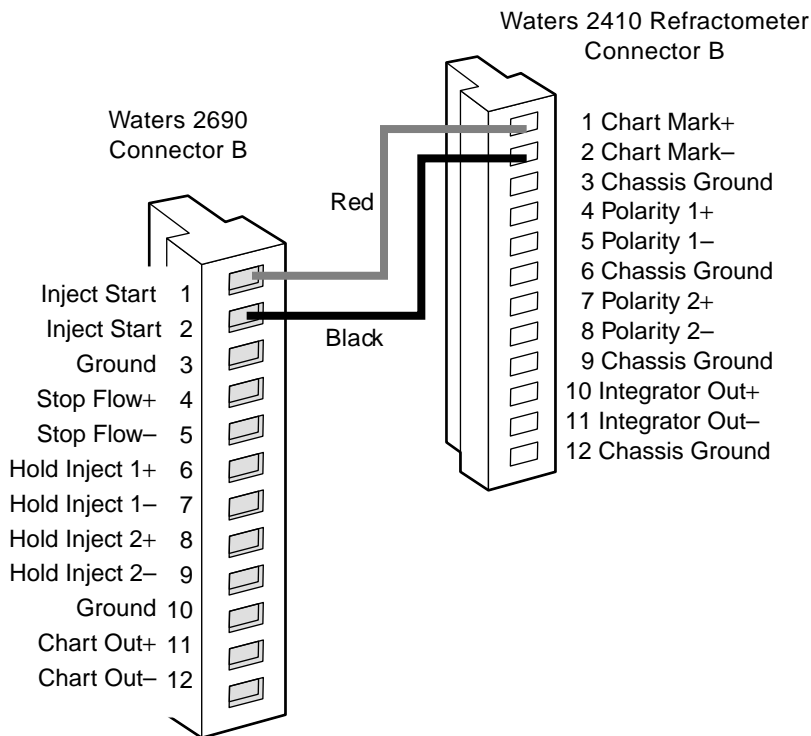 Waters 2410 Refractometer
Connector B
1 Chart Mark+
2 Chart Mark–
3 Chassis Ground
4 Polarity 1+
5 Polarity 1–
6 Chassis Ground
7 Polarity 2+
8 Polarity 2–
9 Chassis Ground
10 Integrator Out+
11 Integrator Out–
12 Chassis Ground
Waters 2690
Connector B
Red
Black
Inject Start 1
Inject Start 2
Ground 3
Stop Flow+ 4
Stop Flow– 5
Hold Inject 1+ 6
Hold Inject 1– 7
Hold Inject 2+ 8
Hold Inject 2– 9
Ground 10
Chart Out+ 11
Chart Out– 12